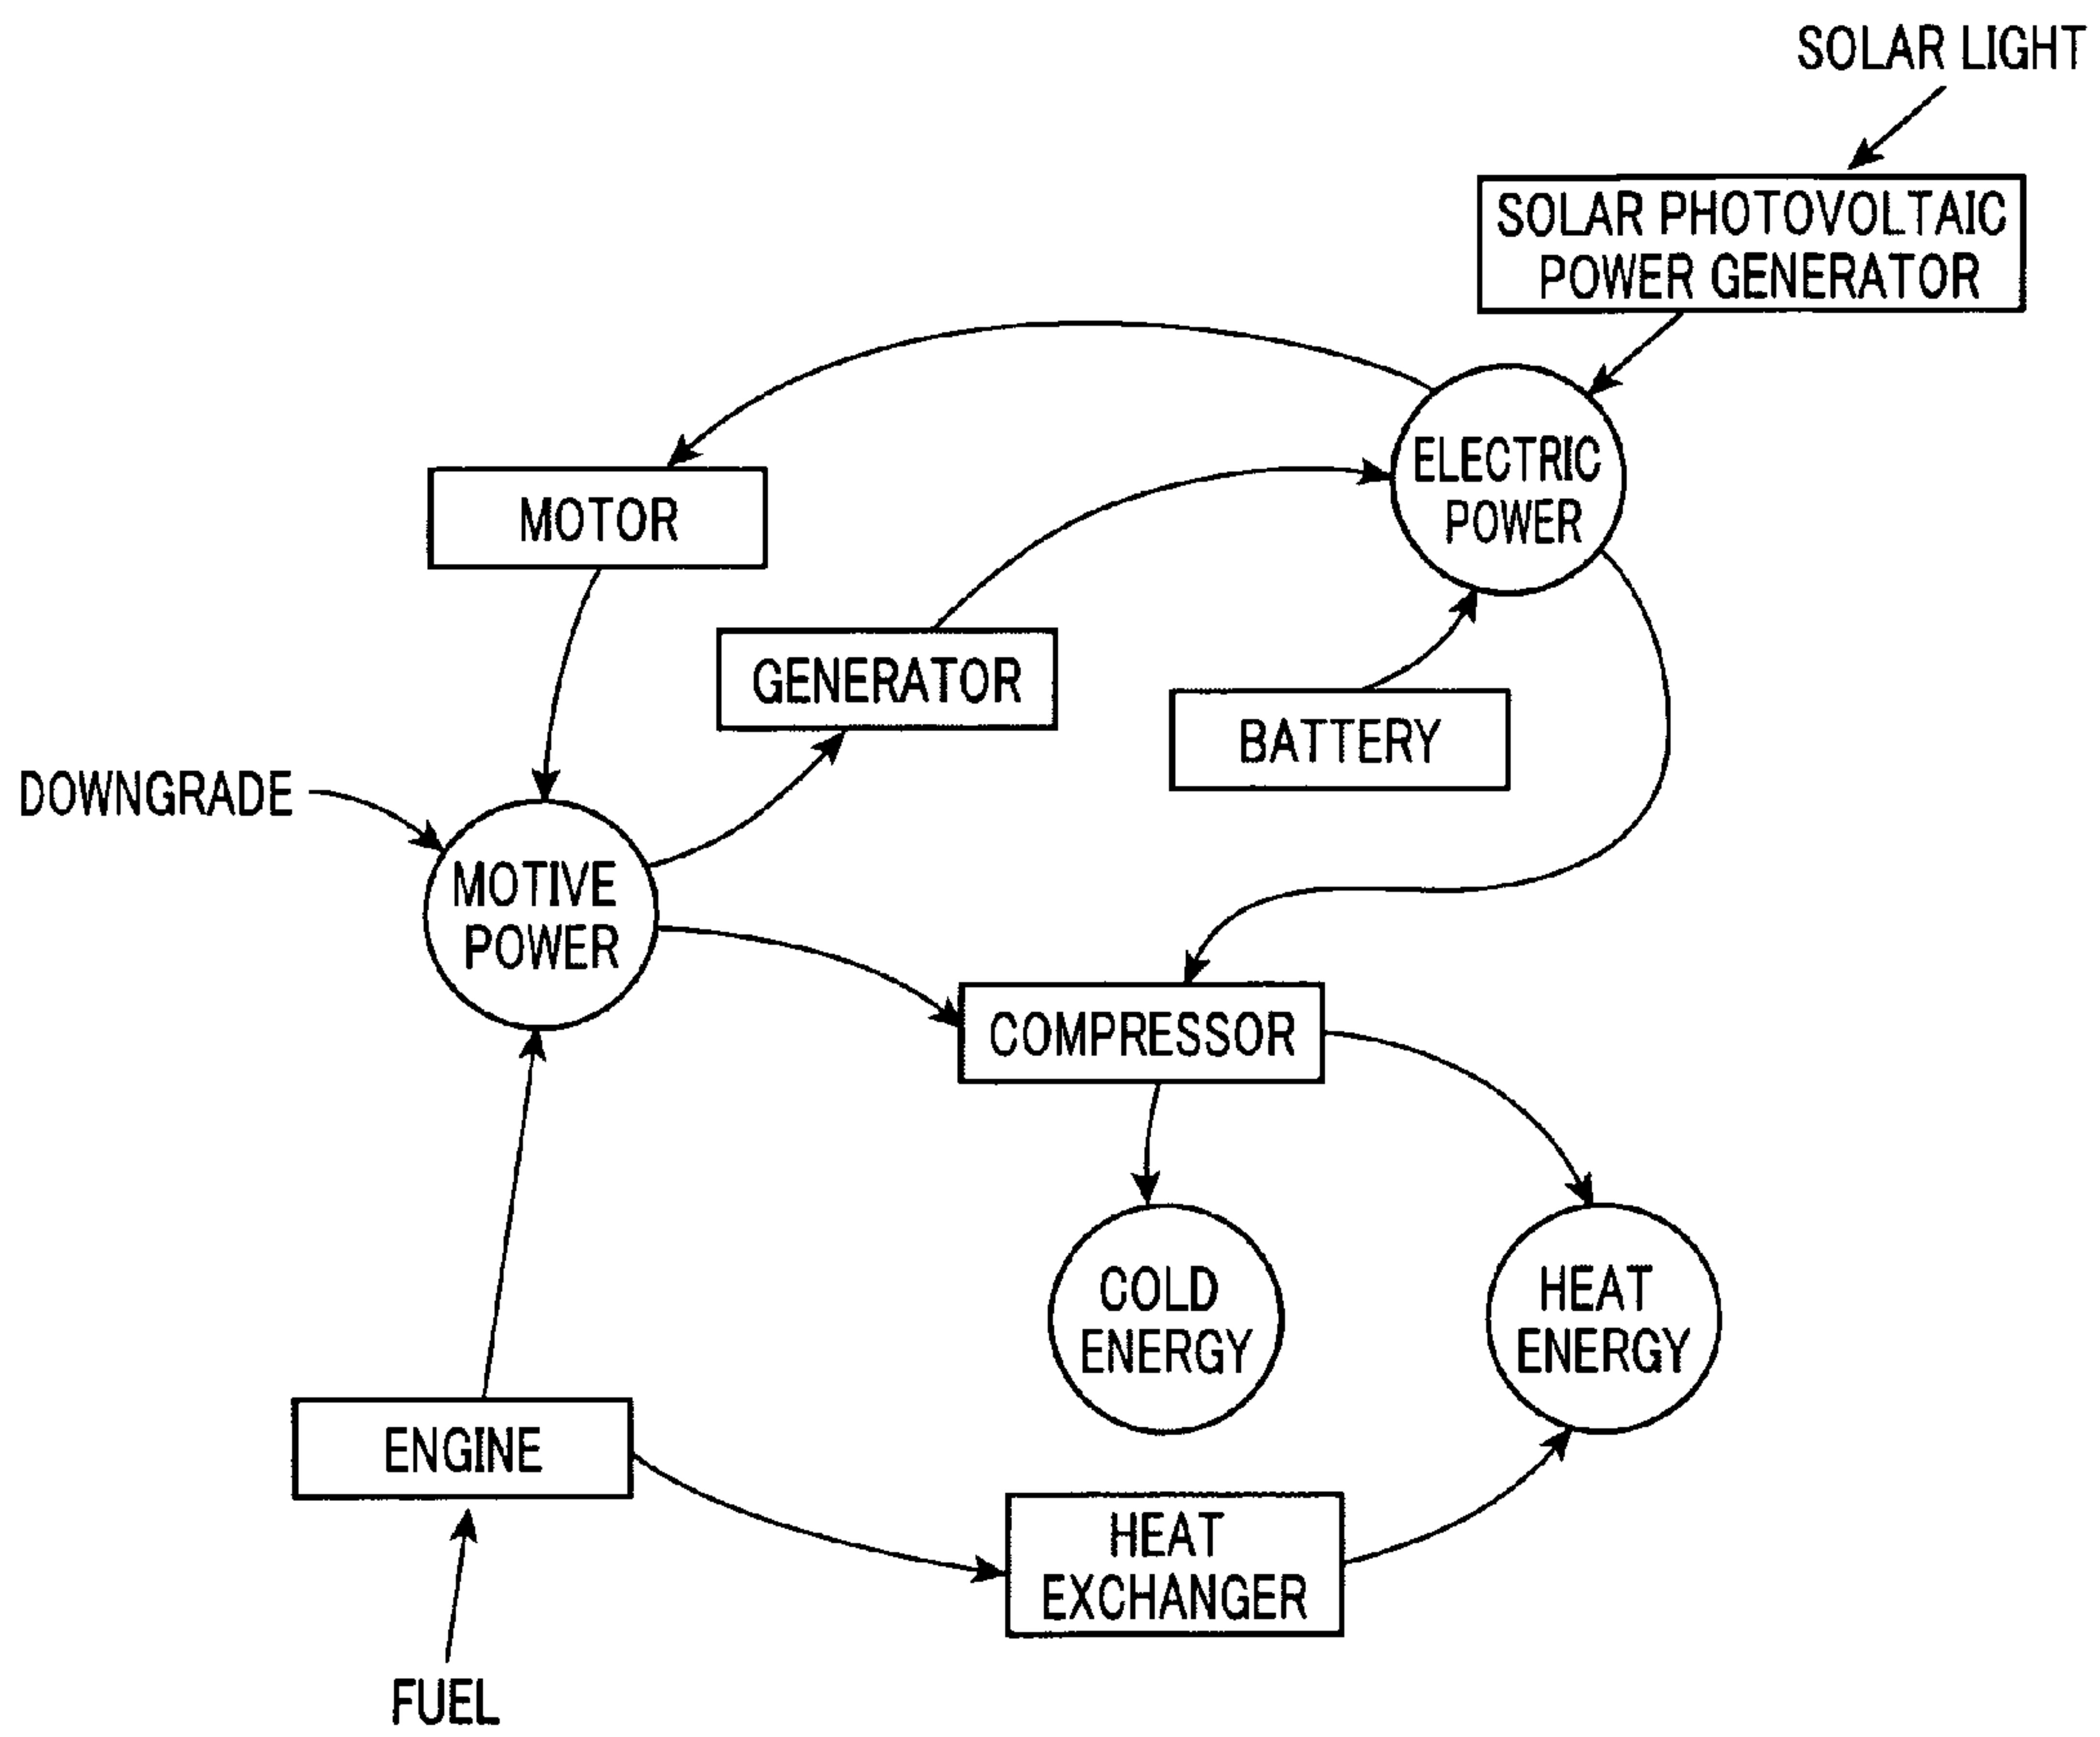 SOLAR LIGHT
SOLAR PHOTOVOLTAIC
POWER GENERATOR
ELECTRIC
POWER
MOTOR
GENERATOR
BATTERY
DOWNGRADE
MOTIVE
POWER
COMPRESSOR
COLD
ENERGY
HEAT
ENERGY
ENGINE
HEAT
EXCHANGER
FUEL